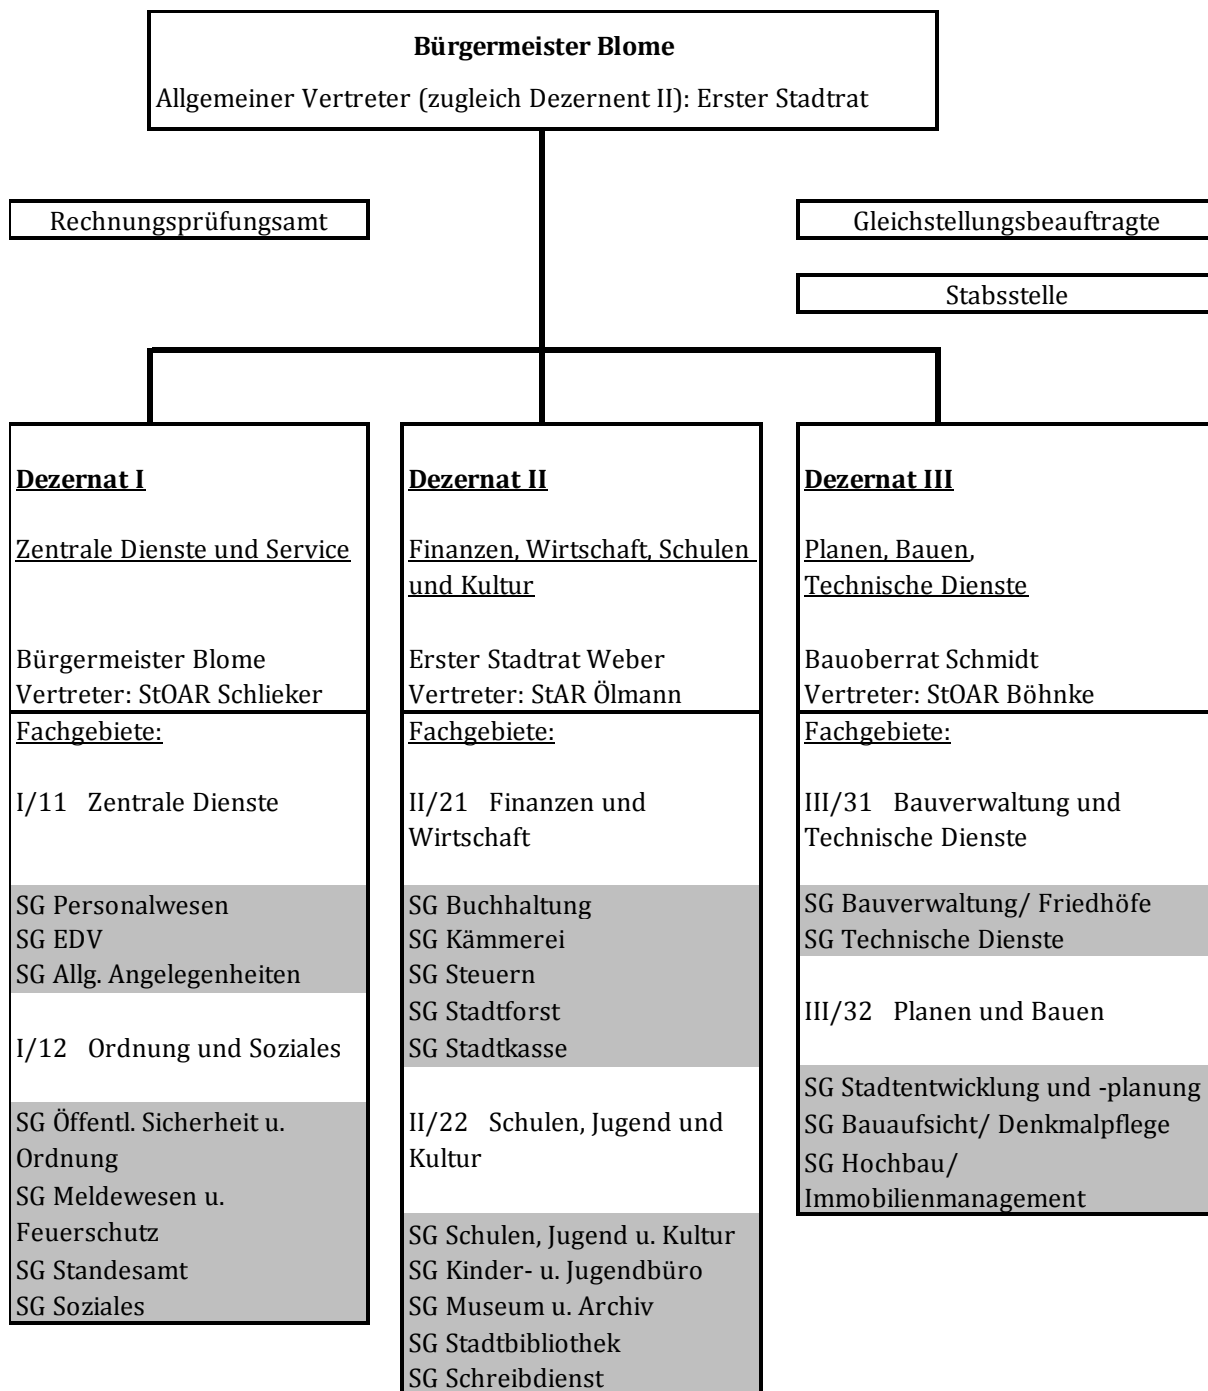 Bürgermeister Blome
Allgemeiner Vertreter (zugleich Dezernent II): Erster Stadtrat
Rechnungsprüfungsamt
Gleichstellungsbeauftragte
Stabsstelle
Dezernat I
Zentrale Dienste und Service
Bürgermeister Blome
Vertreter: StOAR Schlieker
Fachgebiete:
I/11 Zentrale Dienste
SG Personalwesen
SG EDV
SG Allg. Angelegenheiten
I/12 Ordnung und Soziales
SG Öffentl. Sicherheit u.
Ordnung
SG Meldewesen u.
Feuerschutz
SG Standesamt
SG Soziales
Dezernat II
Finanzen, Wirtschaft, Schulen
und Kultur
Erster Stadtrat Weber
Vertreter: StAR Ölmann
Fachgebiete:
II/21 Finanzen und
Wirtschaft
SG Buchhaltung
SG Kämmerei
SG Steuern
SG Stadtforst
SG Stadtkasse
II/22 Schulen, Jugend und
Kultur
SG Schulen, Jugend u. Kultur
SG Kinder- u. Jugendbüro
SG Museum u. Archiv
SG Stadtbibliothek
SG Schreibdienst
Dezernat III
Planen, Bauen,
Technische Dienste
Bauoberrat Schmidt
Vertreter: StOAR Böhnke
Fachgebiete:
III/31 Bauverwaltung und
Technische Dienste
SG Bauverwaltung/ Friedhöfe
SG Technische Dienste
III/32 Planen und Bauen
SG Stadtentwicklung und -planung
SG Bauaufsicht/ Denkmalpflege
SG Hochbau/
Immobilienmanagement